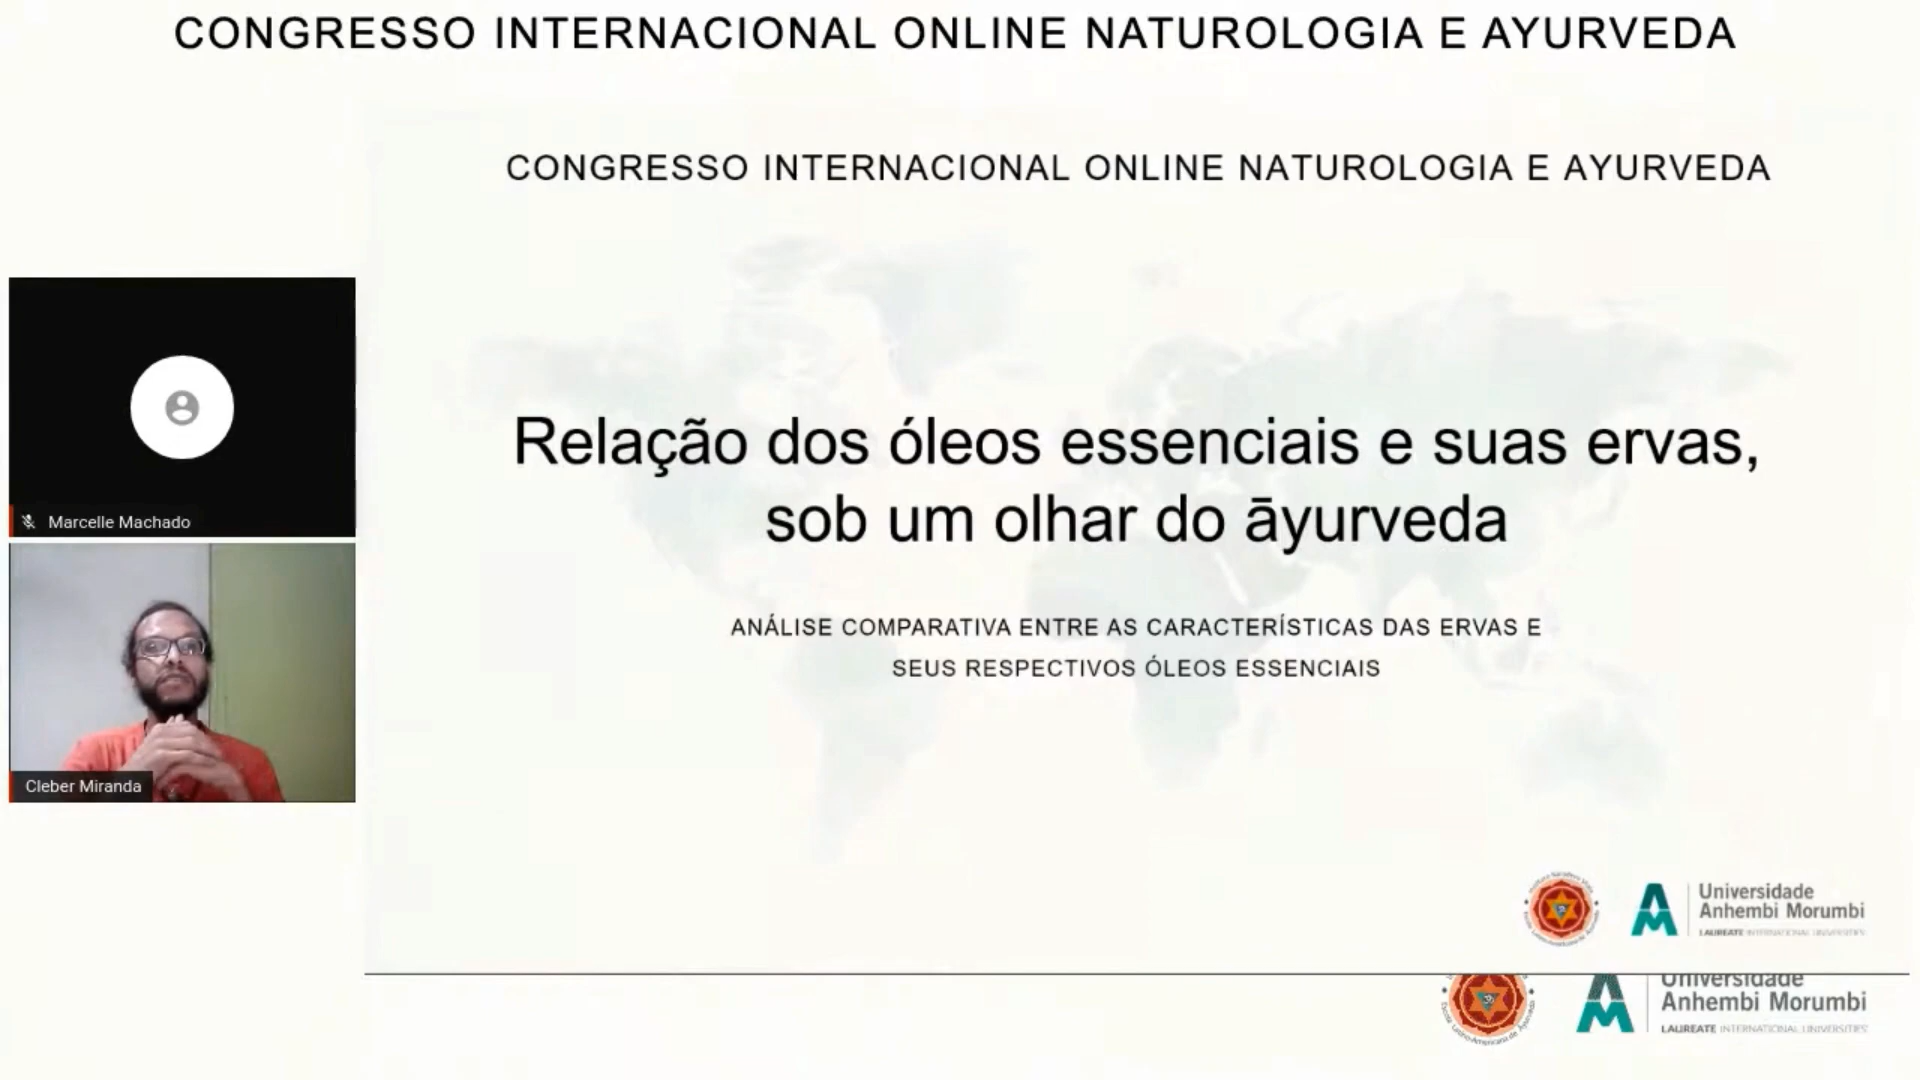 CONGRESSO INTERNACIONAL ONLINE NATUROLOGIA E AYURVEDA
CONGRESSO INTERNACIONAL ONLINE NATUROLOGIA E AYURVEDA
Relação dos óleos essenciais e suas ervas,
sob um olhar do āyurveda
ANÁLISE COMPARATIVA ENTRE AS CARACTERÍSTICAS DAS ERVAS E
SEUS RESPECTIVOS ÓLEOS ESSENCIAIS
Marcelle Machado
Cleber Miranda
Universidade
Anhembi Morumbi
LAUREATE INTERNATIONAL UNIVERSITIES
Universidade
Anhembi Morumbi
LAUREATE INTERNATIONAL UNIVERSITIES